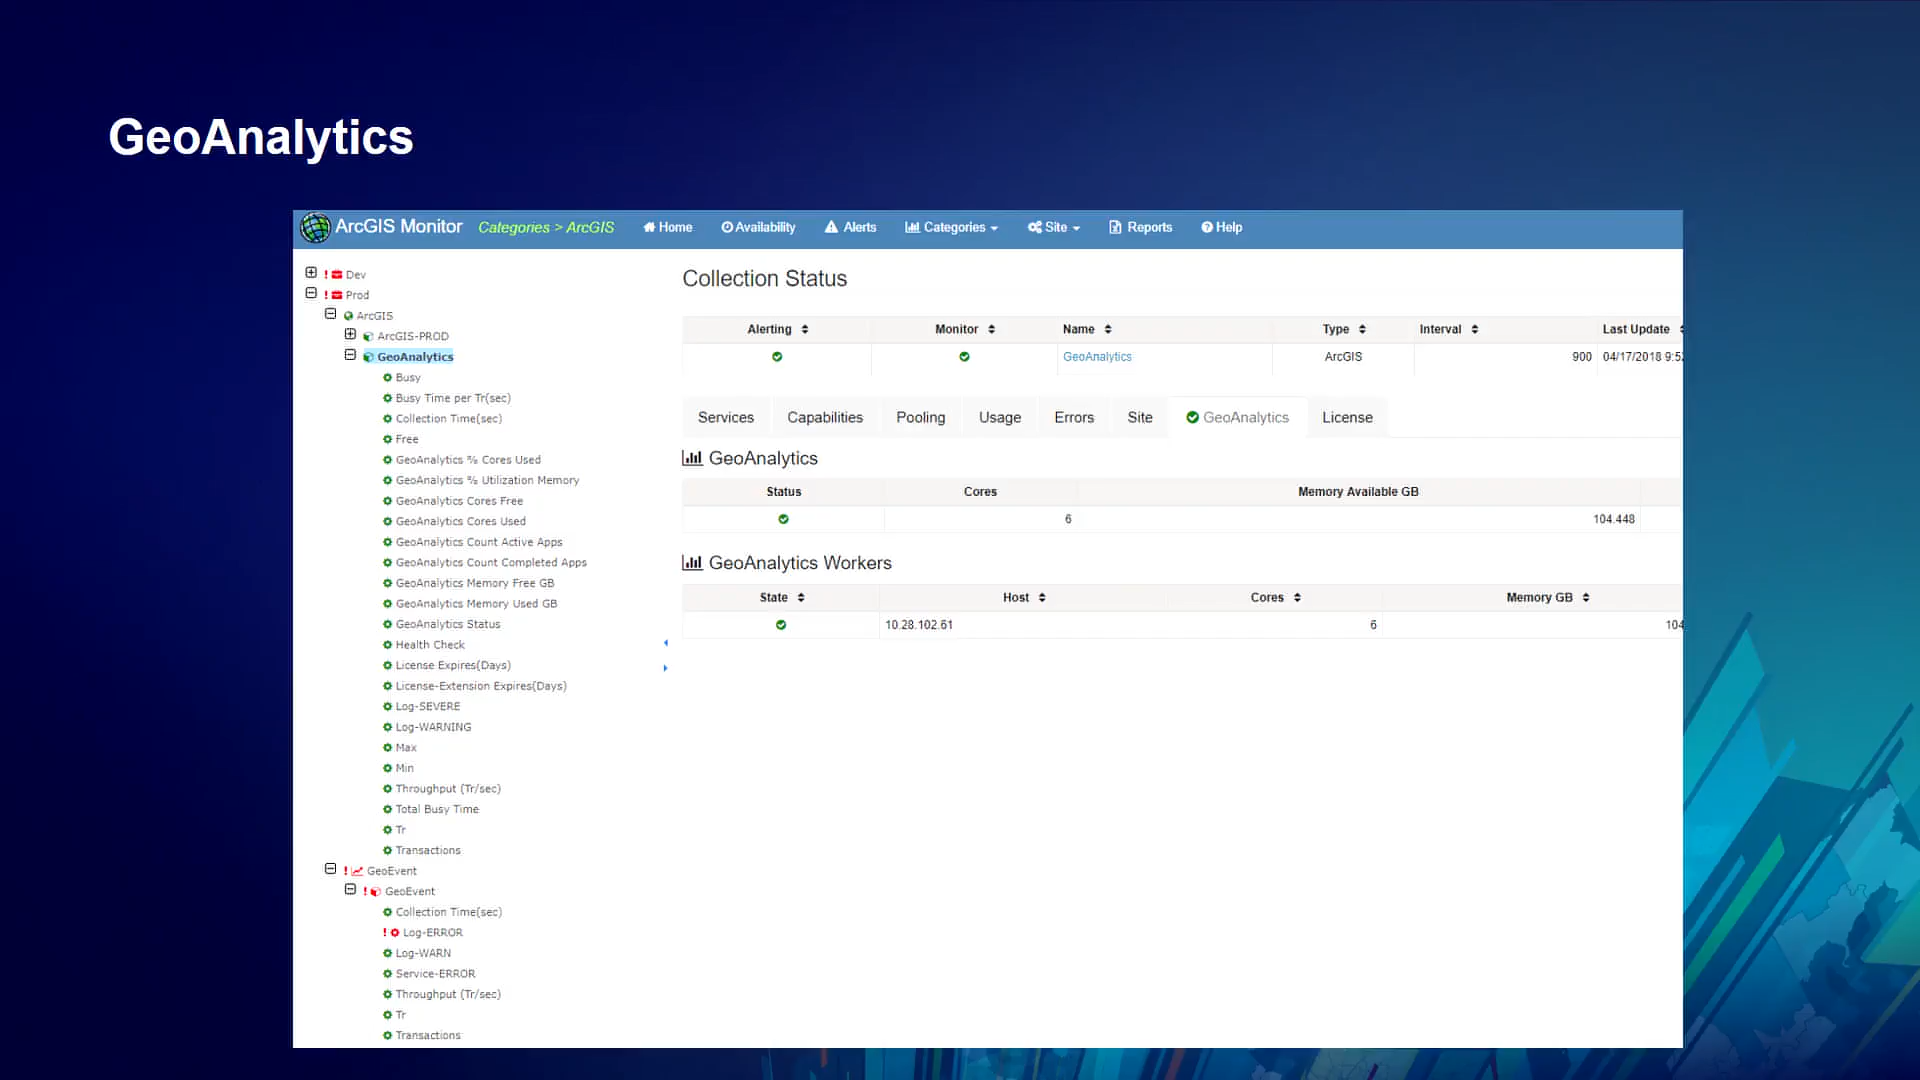 GeoAnalytics
ArcGIS Monitor Categories > ArcGIS Home Availability Alerts Categories Site Reports Help
Dev
Prod
ArcGIS
ArcGIS-PROD
GeoAnalytics
Busy
Busy Time per Tr(sec)
Collection Time(sec)
Free
GeoAnalytics % Cores Used
GeoAnalytics % Utilization Memory
GeoAnalytics Cores Free
GeoAnalytics Cores Used
GeoAnalytics Count Active Apps
GeoAnalytics Count Completed Apps
GeoAnalytics Memory Free GB
GeoAnalytics Memory Used GB
GeoAnalytics Status
Health Check
License Expires(Days)
License-Extension Expires(Days)
Log-SEVERE
Log-WARNING
Max
Min
Throughput (Tr/sec)
Total Busy Time
Tr
Transactions
GeoEvent
GeoEvent
Collection Time(sec)
Log-ERROR
Log-WARN
Service-ERROR
Throughput (Tr/sec)
Tr
Transactions
Collection Status
Alerting Monitor Name Type Interval Last Update
GeoAnalytics ArcGIS 900 04/17/2018 9:52
Services Capabilities Pooling Usage Errors Site GeoAnalytics License
GeoAnalytics
Status Cores Memory Available GB
6 104.448
GeoAnalytics Workers
State Host Cores Memory GB
10.28.102.61 6 104